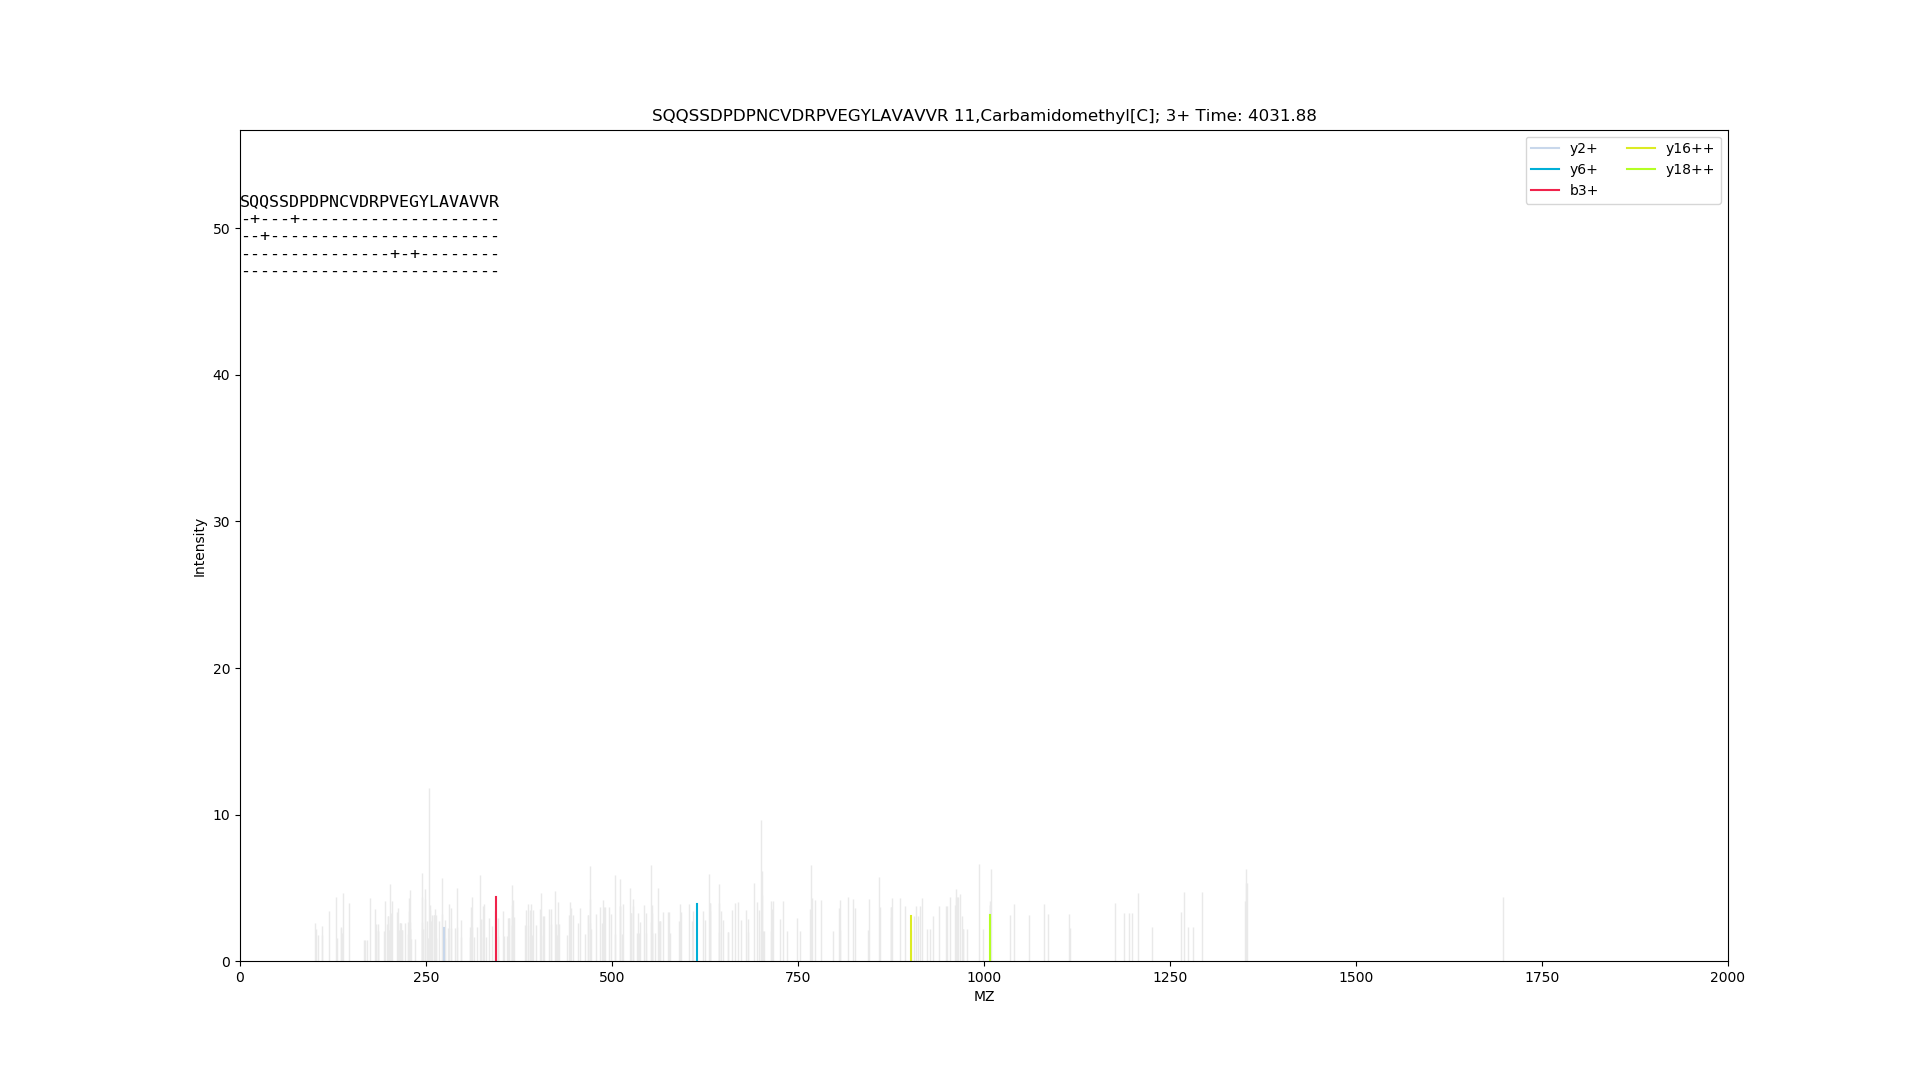 SQQSSDPDPNCVDRPVEGYLAVAVVR 11,Carbamidomethyl[C]; 3+ Time: 4031.88
y2+
y6+
b3+
y16++
y18++
SQQSSDPDPNCVDRPVEGYLAVAVVR
-+---+--------------------
--+-----------------------
---------------+-+--------
--------------------------
50
40
30
20
10
0
Intensity
0 250 500 750 1000 1250 1500 1750 2000
MZ